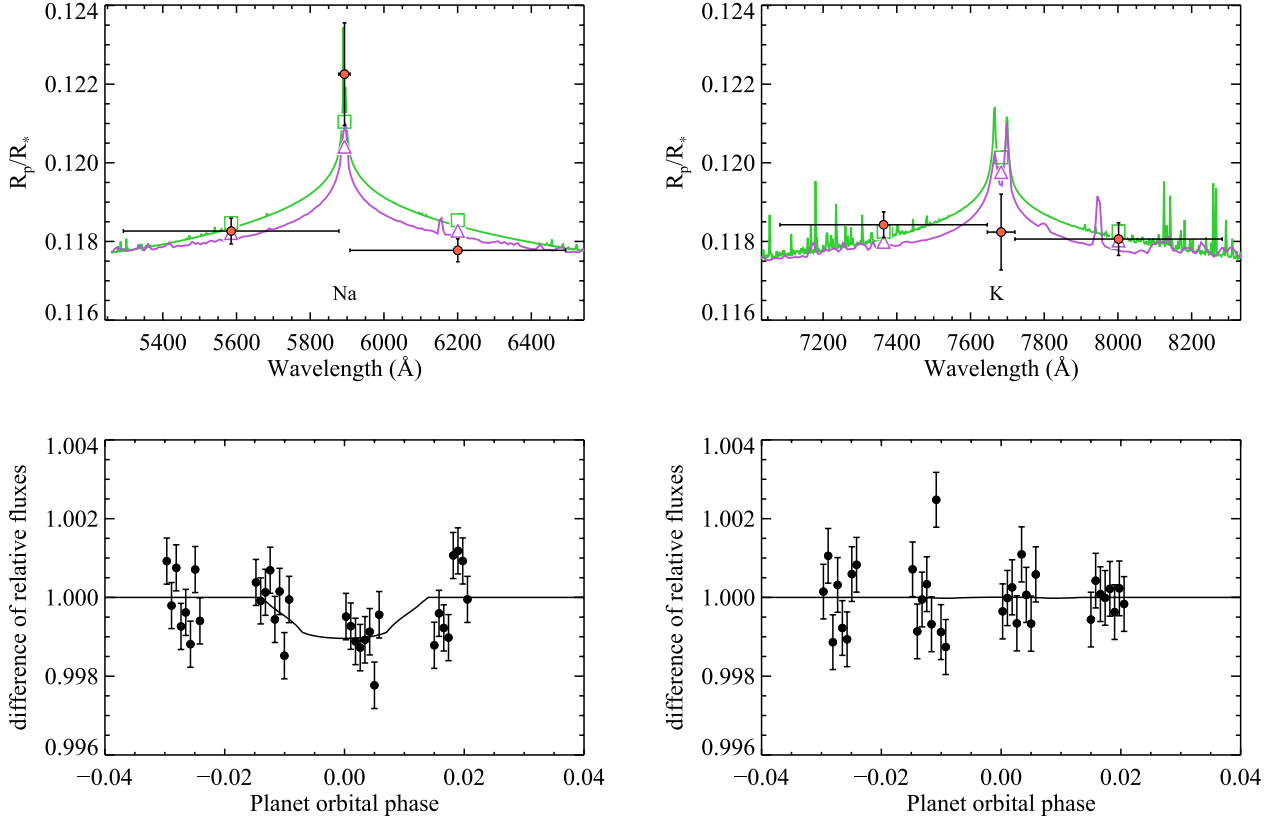 0.124
0.122
0.120
0.118
0.116
Rp/R*
Na
5400 5600 5800 6000 6200 6400
Wavelength (Å)
0.124
0.122
0.120
0.118
0.116
Rp/R*
K
7200 7400 7600 7800 8000 8200
Wavelength (Å)
1.004
1.002
1.000
0.998
0.996
difference of relative fluxes
−0.04 −0.02 0.00 0.02 0.04
Planet orbital phase
1.004
1.002
1.000
0.998
0.996
difference of relative fluxes
−0.04 −0.02 0.00 0.02 0.04
Planet orbital phase